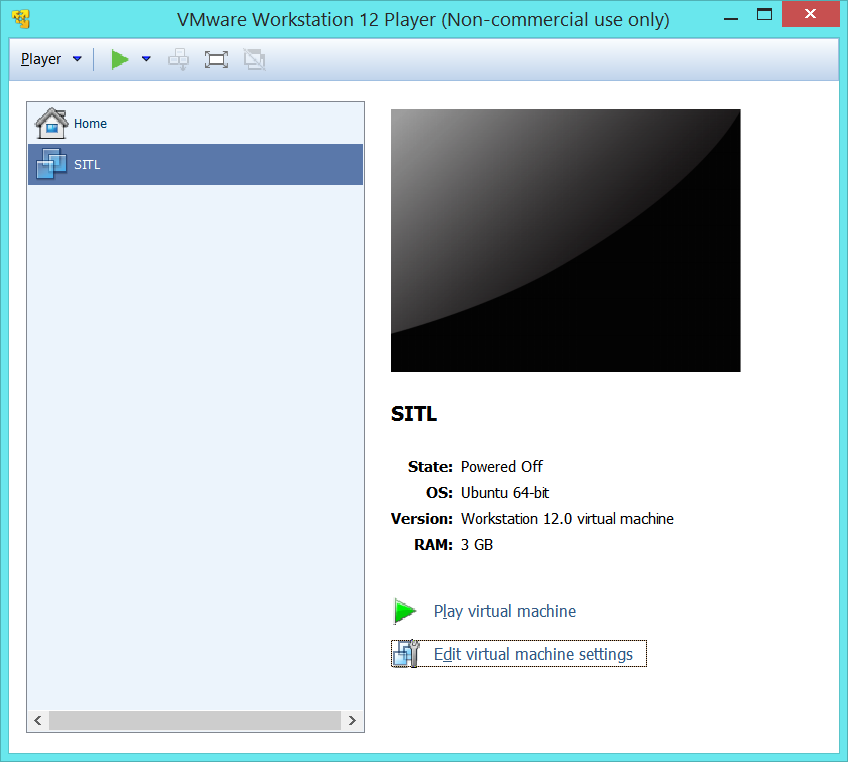 VMware Workstation 12 Player (Non-commercial use only)
Player
Home
SITL
SITL
State: Powered Off
OS: Ubuntu 64-bit
Version: Workstation 12.0 virtual machine
RAM: 3 GB
Play virtual machine
Edit virtual machine settings